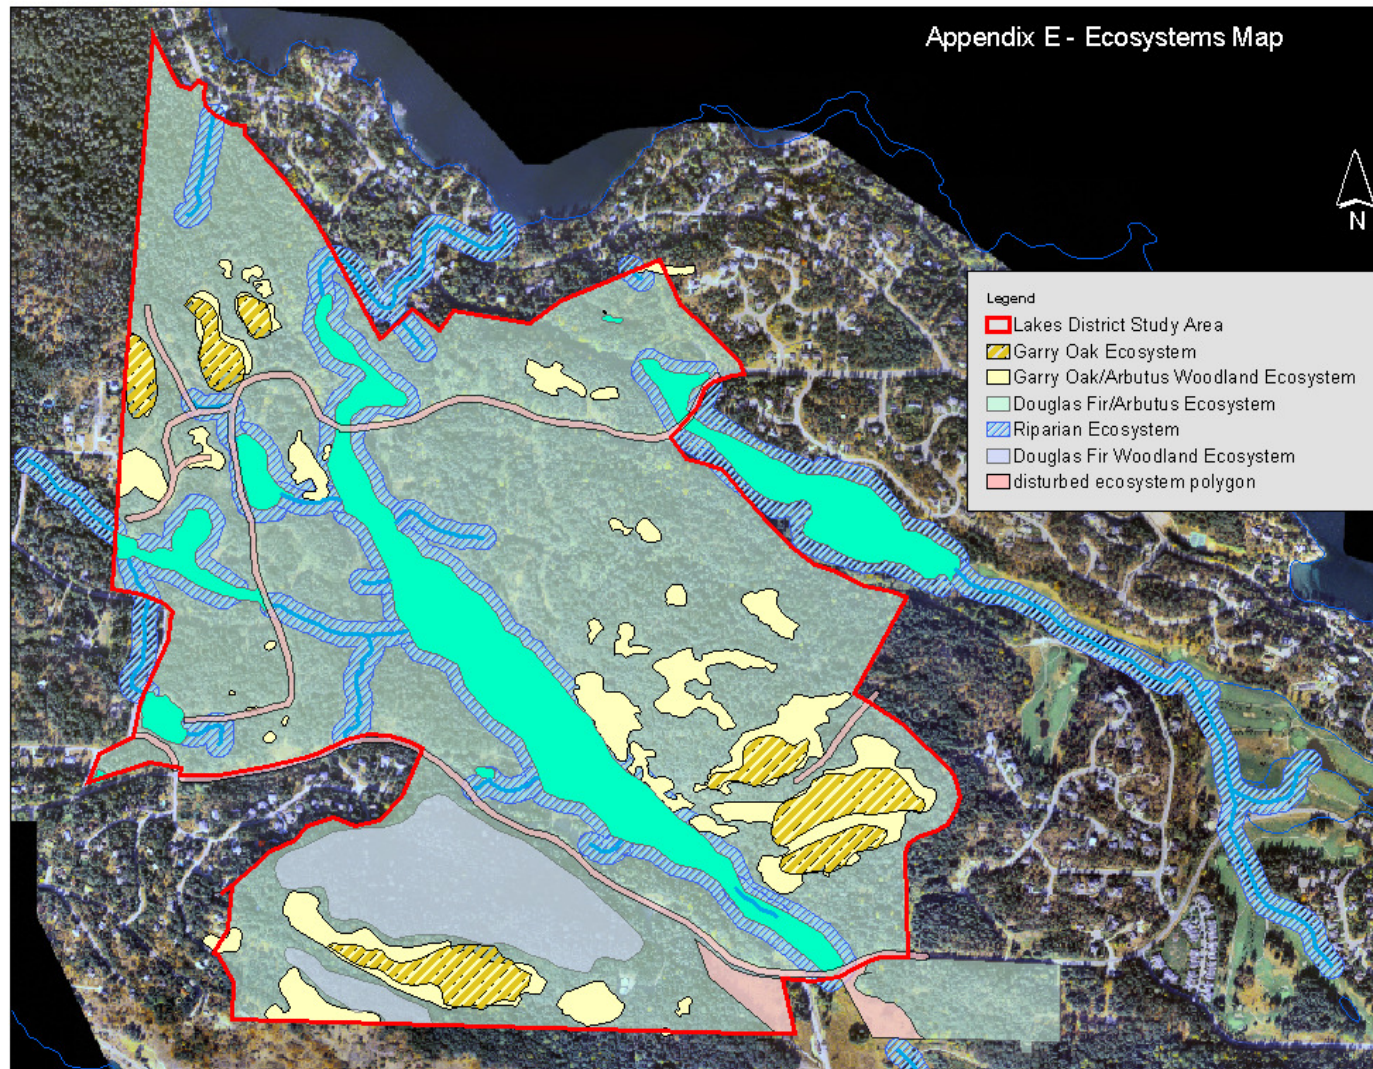 Appendix E - Ecosystems Map
N
Legend
Lakes District Study Area
Garry Oak Ecosystem
Garry Oak/Arbutus Woodland Ecosystem
Douglas Fir/Arbutus Ecosystem
Riparian Ecosystem
Douglas Fir Woodland Ecosystem
disturbed ecosystem polygon